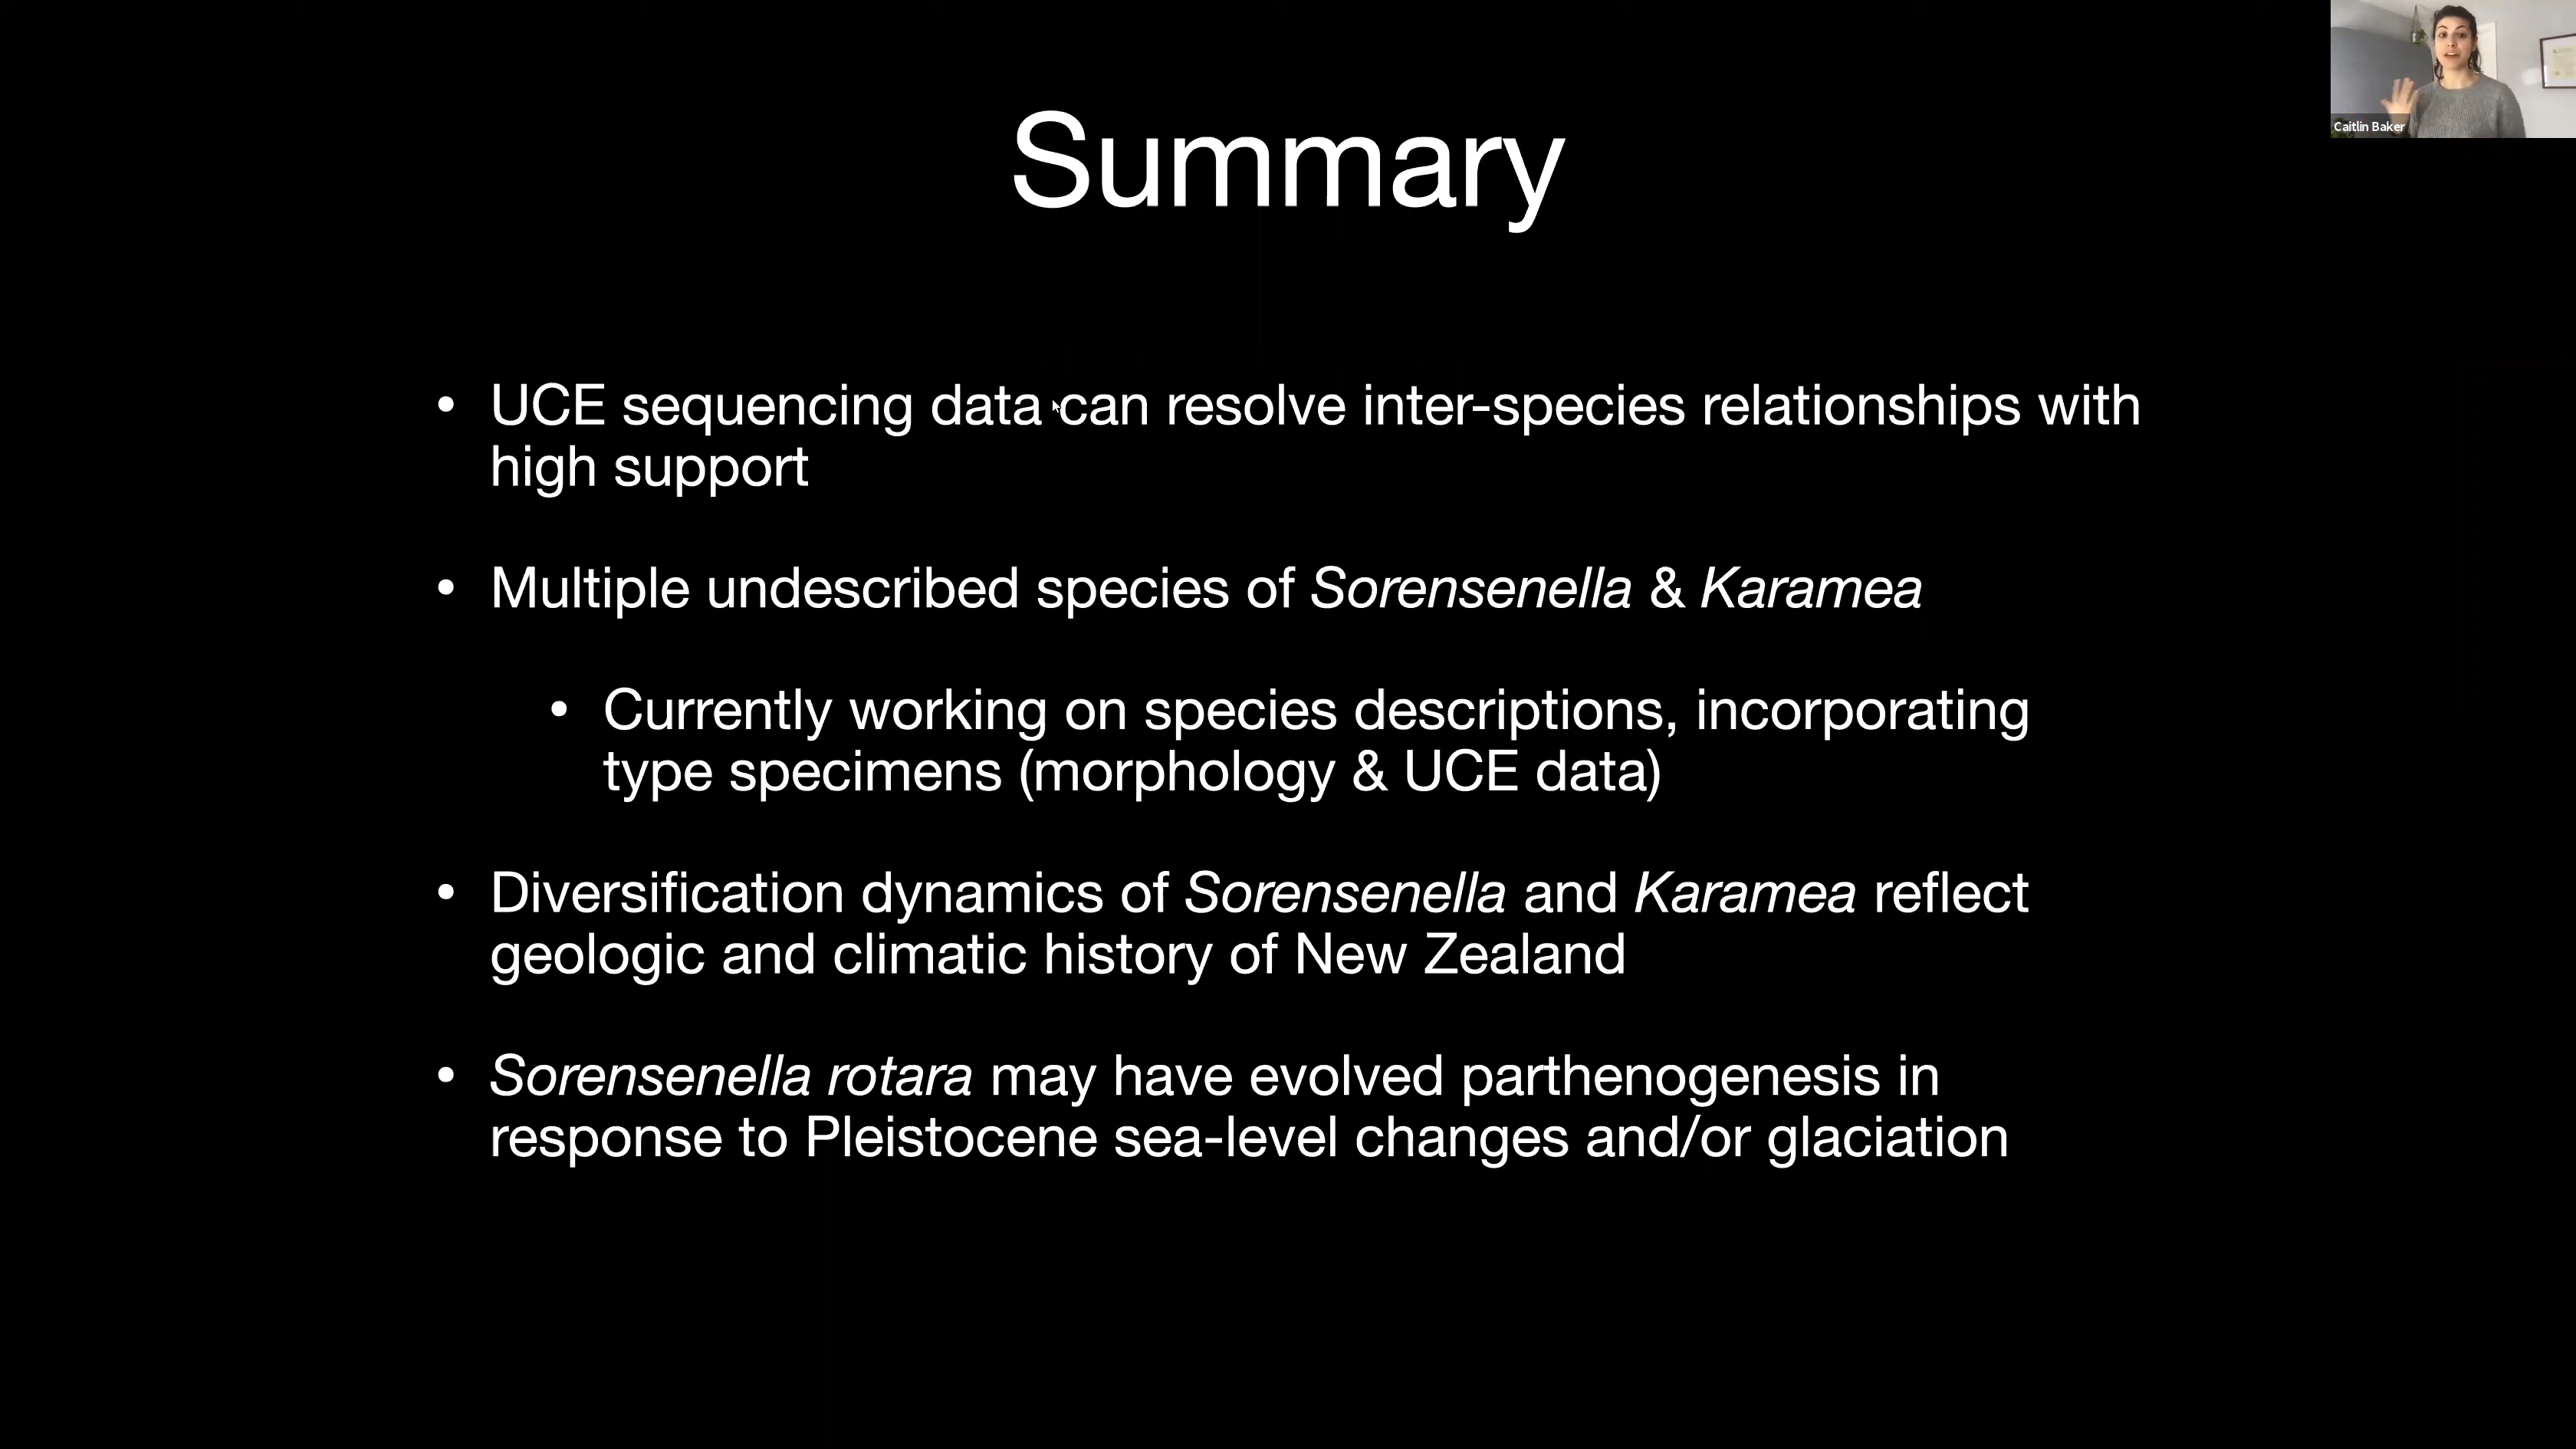 Caitlin Baker
Summary
• UCE sequencing data can resolve inter-species relationships with
high support
• Multiple undescribed species of Sorensenella & Karamea
• Currently working on species descriptions, incorporating
type specimens (morphology & UCE data)
• Diversification dynamics of Sorensenella and Karamea reflect
geologic and climatic history of New Zealand
• Sorensenella rotara may have evolved parthenogenesis in
response to Pleistocene sea-level changes and/or glaciation